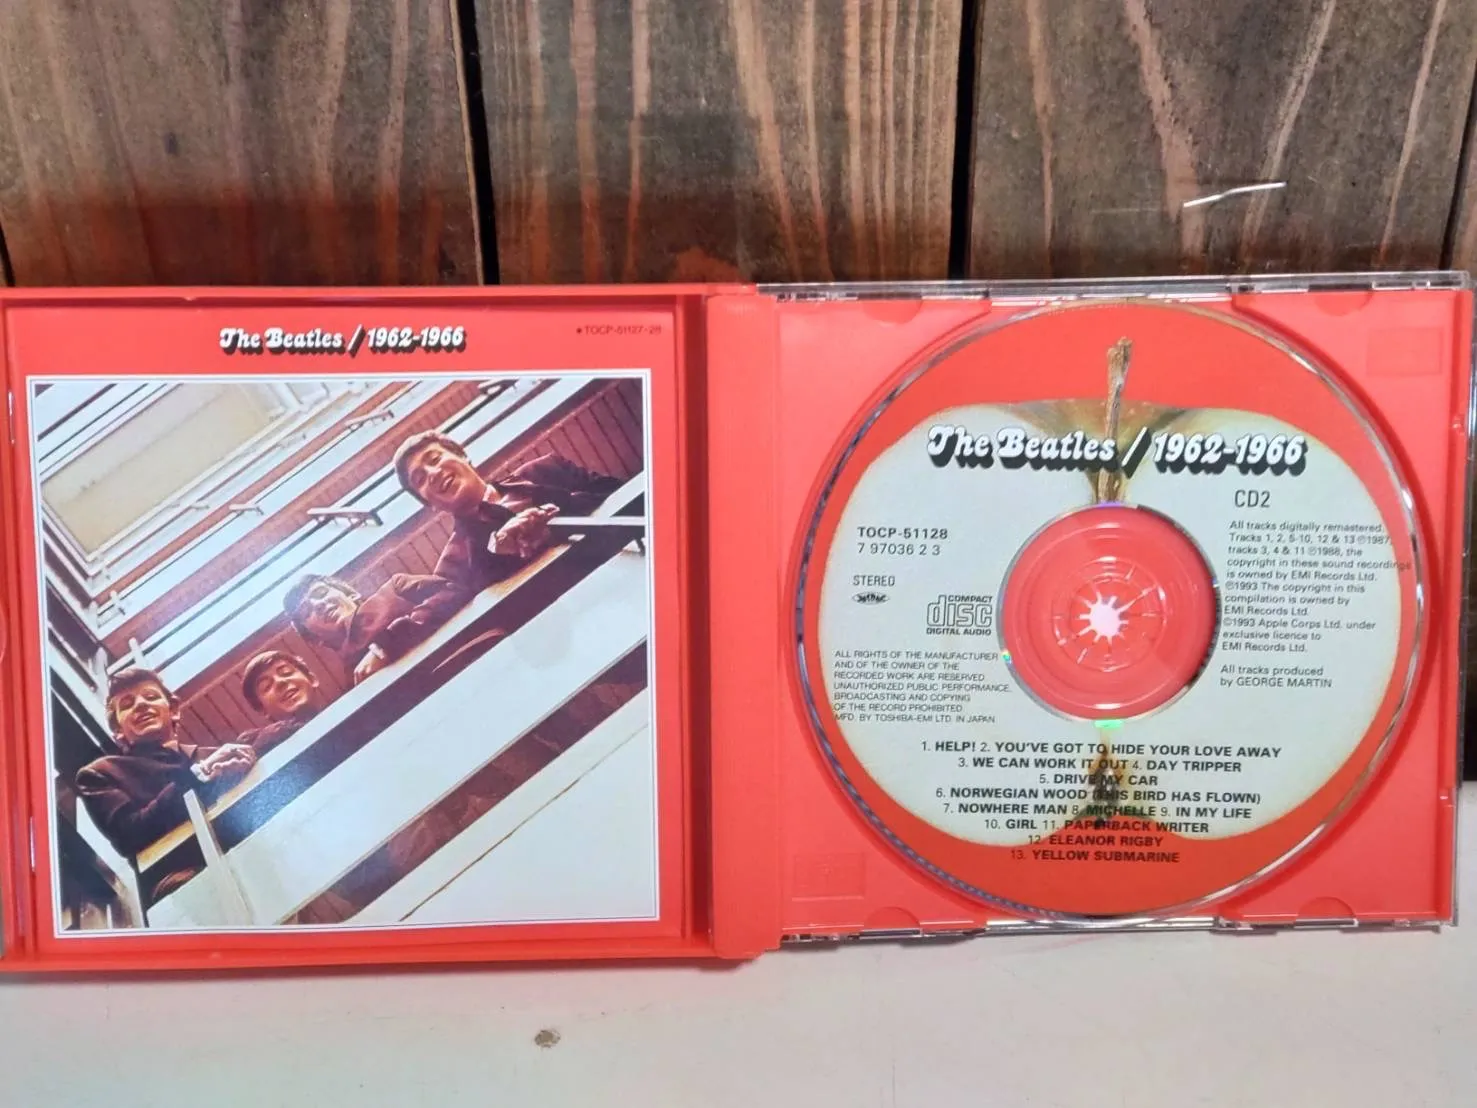 The Beatles / 1962-1966
●TOCP-51127-28
The Beatles / 1962-1966
CD2
TOCP-51128
7 97036 2 3
STEREO
COMPACT
disc
DIGITAL AUDIO
All tracks digitally remastered.
Tracks 1, 2, 5-10, 12 & 13 ℗1987,
tracks 3, 4 & 11 ℗1988, the
copyright in these sound recordings
is owned by EMI Records Ltd.
℗1993 The copyright in this
compilation is owned by
EMI Records Ltd.
©1993 Apple Corps Ltd. under
exclusive licence to
EMI Records Ltd.
All tracks produced
by GEORGE MARTIN
ALL RIGHTS OF THE MANUFACTURER
AND OF THE OWNER OF THE
RECORDED WORK ARE RESERVED.
UNAUTHORIZED PUBLIC PERFORMANCE,
BROADCASTING AND COPYING
OF THE RECORD PROHIBITED.
MFD. BY TOSHIBA-EMI LTD. IN JAPAN
1. HELP! 2. YOU'VE GOT TO HIDE YOUR LOVE AWAY
3. WE CAN WORK IT OUT 4. DAY TRIPPER
5. DRIVE MY CAR
6. NORWEGIAN WOOD (THIS BIRD HAS FLOWN)
7. NOWHERE MAN 8. MICHELLE 9. IN MY LIFE
10. GIRL 11. PAPERBACK WRITER
12. ELEANOR RIGBY
13. YELLOW SUBMARINE